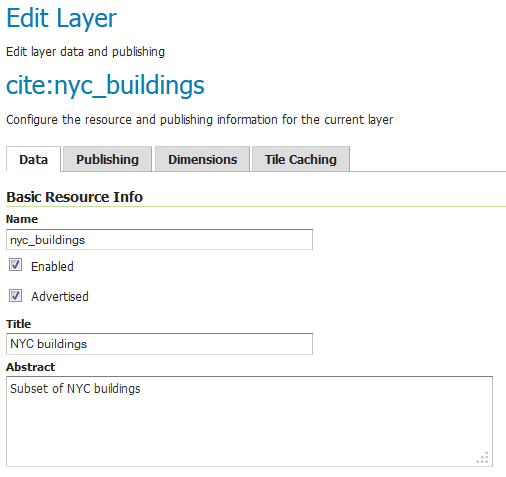 Edit Layer
Edit layer data and publishing
cite:nyc_buildings
Configure the resource and publishing information for the current layer
Data Publishing Dimensions Tile Caching
Basic Resource Info
Name
nyc_buildings
Enabled
Advertised
Title
NYC buildings
Abstract
Subset of NYC buildings